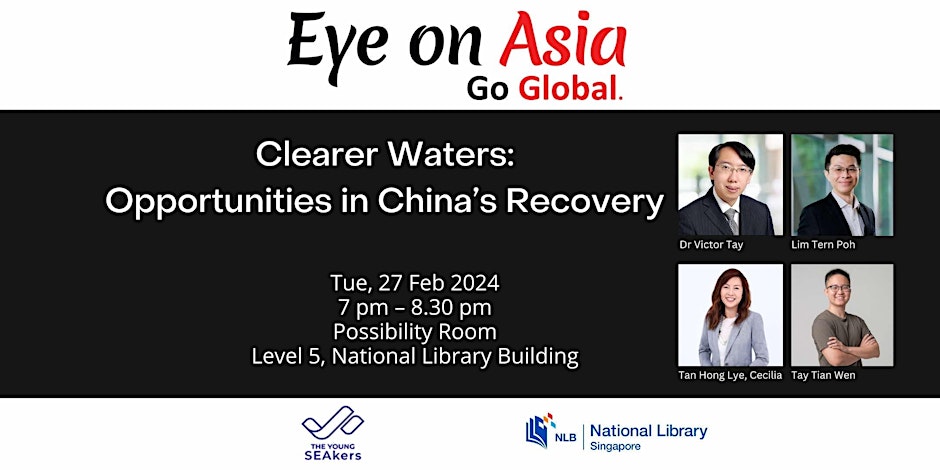 Eye on Asia
Go Global.
Clearer Waters:
Opportunities in China's Recovery
Tue, 27 Feb 2024
7 pm – 8.30 pm
Possibility Room
Level 5, National Library Building
Dr Victor Tay
Lim Tern Poh
Tan Hong Lye, Cecilia
Tay Tian Wen
THE YOUNG
SEAkers
NLB
National Library
Singapore